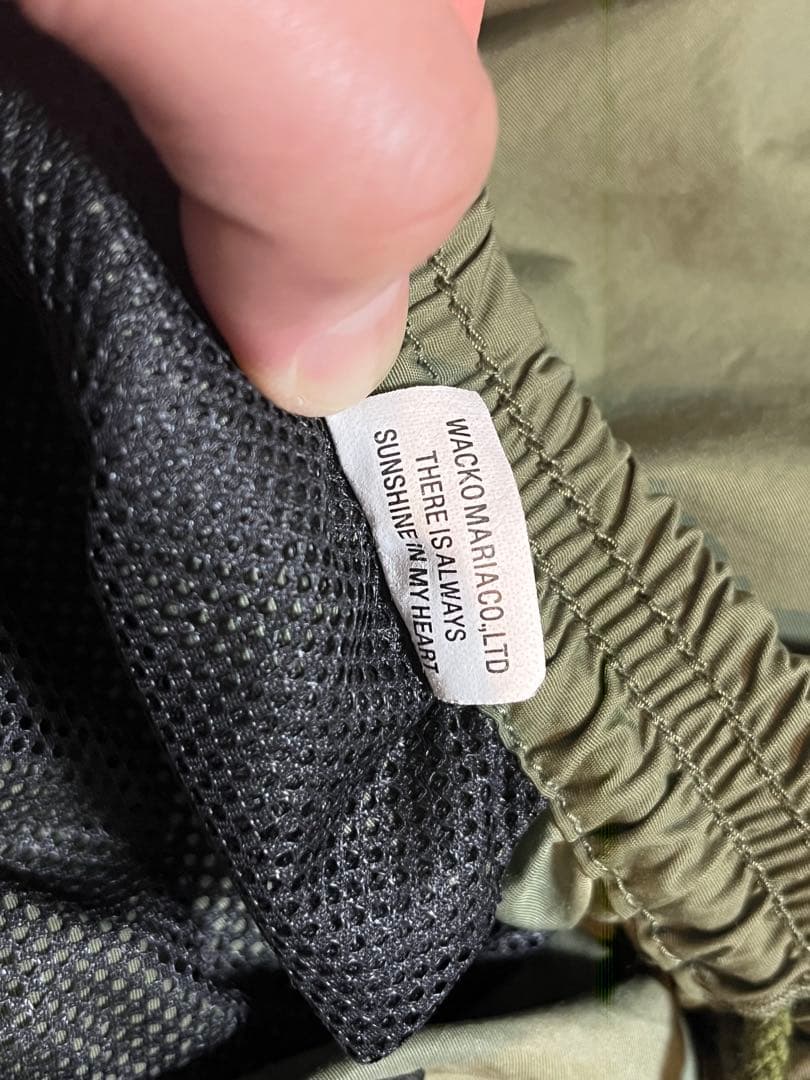 WACKO MARIA CO.,LTD
THERE IS ALWAYS
SUNSHINE iN MY HEART